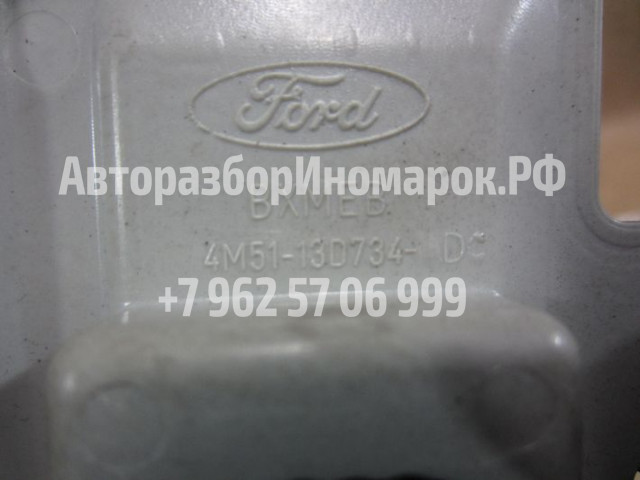 Ford
АвторазборИномарок.РФ
BXMEB
4M51-13D734- DC
+7 962 57 06 999